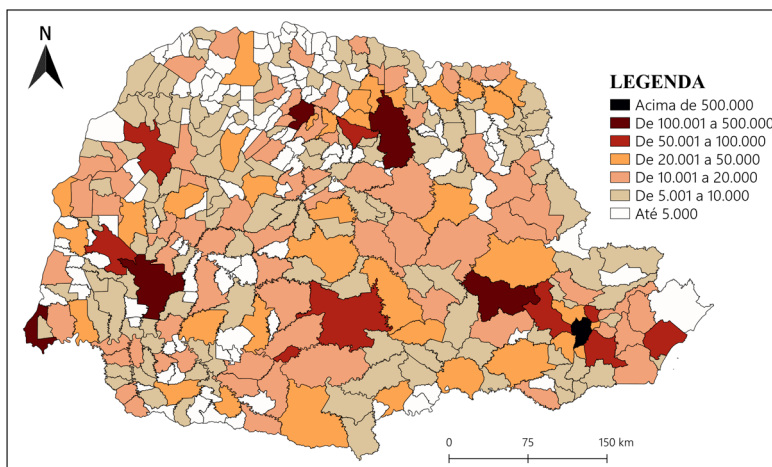 N
LEGENDA
Acima de 500.000
De 100.001 a 500.000
De 50.001 a 100.000
De 20.001 a 50.000
De 10.001 a 20.000
De 5.001 a 10.000
Até 5.000
0 75 150 km